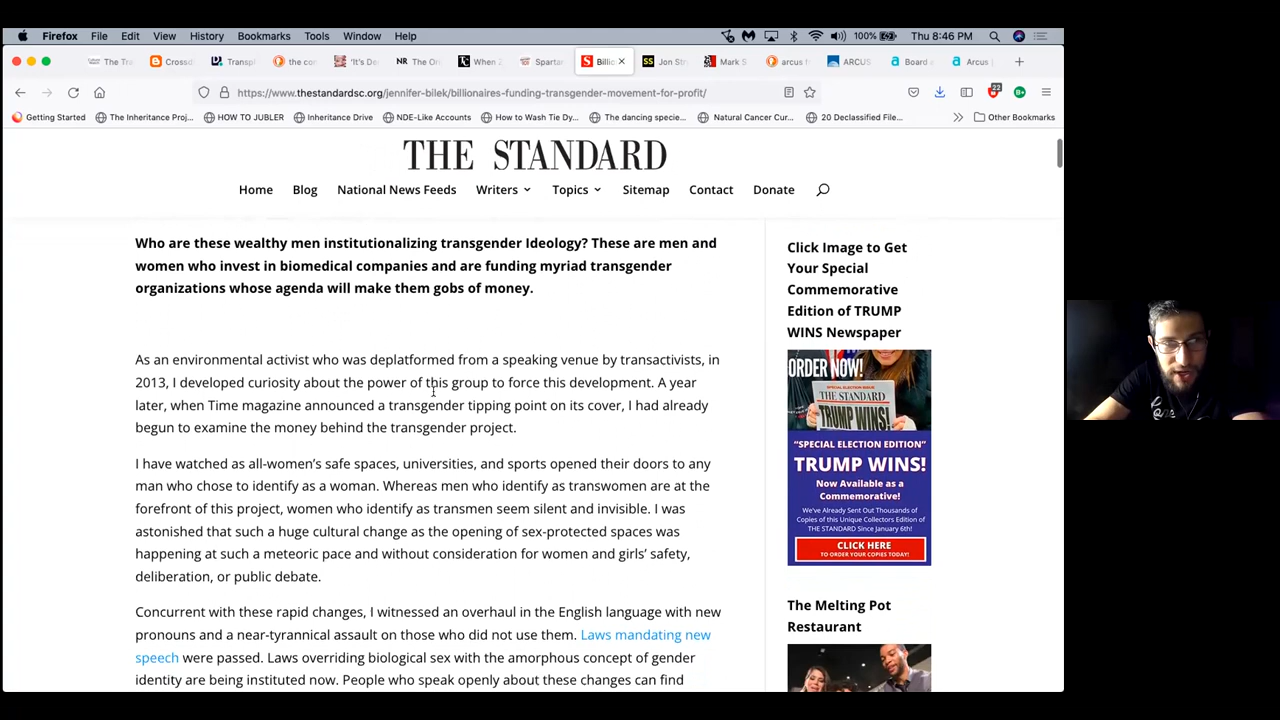 Firefox File Edit View History Bookmarks Tools Window Help 100% Thu 8:46 PM
The Tra Crossd Transpl the con 'It's De The Ori When Z Spartan Billio Jon Str Mark S arcus f ARCUS Board a Arcus
https://www.thestandardsc.org/jennifer-bilek/billionaires-funding-transgender-movement-for-profit/ 22
Getting Started The Inheritance Proj... HOW TO JUBLER Inheritance Drive NDE-Like Accounts How to Wash Tie Dy... The dancing specie... Natural Cancer Cur... 20 Declassified File... Other Bookmarks
THE STANDARD
Home Blog National News Feeds Writers Topics Sitemap Contact Donate
Who are these wealthy men institutionalizing transgender Ideology? These are men and
women who invest in biomedical companies and are funding myriad transgender
organizations whose agenda will make them gobs of money.
As an environmental activist who was deplatformed from a speaking venue by transactivists, in
2013, I developed curiosity about the power of this group to force this development. A year
later, when Time magazine announced a transgender tipping point on its cover, I had already
begun to examine the money behind the transgender project.
I have watched as all-women's safe spaces, universities, and sports opened their doors to any
man who chose to identify as a woman. Whereas men who identify as transwomen are at the
forefront of this project, women who identify as transmen seem silent and invisible. I was
astonished that such a huge cultural change as the opening of sex-protected spaces was
happening at such a meteoric pace and without consideration for women and girls' safety,
deliberation, or public debate.
Concurrent with these rapid changes, I witnessed an overhaul in the English language with new
pronouns and a near-tyrannical assault on those who did not use them. Laws mandating new
speech were passed. Laws overriding biological sex with the amorphous concept of gender
identity are being instituted now. People who speak openly about these changes can find
Click Image to Get
Your Special
Commemorative
Edition of TRUMP
WINS Newspaper
ORDER NOW!
THE STANDARD
TRUMP WINS!
"SPECIAL ELECTION EDITION"
TRUMP WINS!
Now Available as a
Commemorative!
We've Already Sent Out Thousands of
Copies of this Unique Collectors Edition of
THE STANDARD Since January 6th!
CLICK HERE
TO ORDER YOUR COPIES TODAY!
The Melting Pot
Restaurant